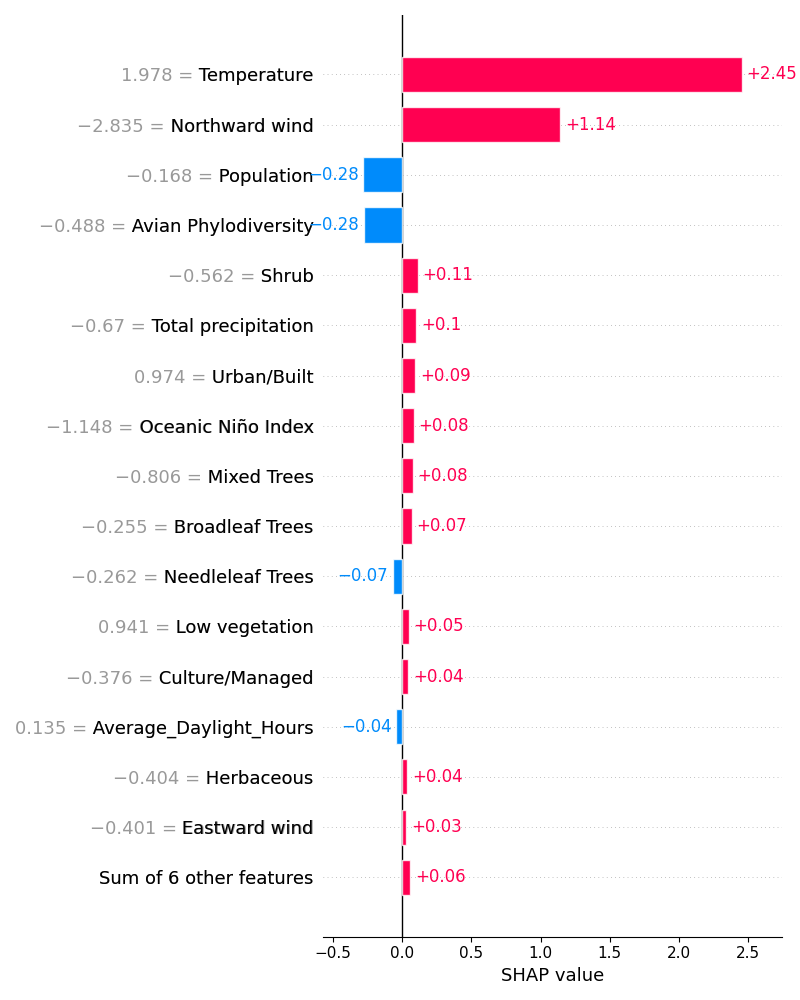 1.978 = Temperature +2.45
−2.835 = Northward wind +1.14
−0.168 = Population −0.28
−0.488 = Avian Phylodiversity −0.28
−0.562 = Shrub +0.11
−0.67 = Total precipitation +0.1
0.974 = Urban/Built +0.09
−1.148 = Oceanic Niño Index +0.08
−0.806 = Mixed Trees +0.08
−0.255 = Broadleaf Trees +0.07
−0.262 = Needleleaf Trees −0.07
0.941 = Low vegetation +0.05
−0.376 = Culture/Managed +0.04
0.135 = Average_Daylight_Hours −0.04
−0.404 = Herbaceous +0.04
−0.401 = Eastward wind +0.03
Sum of 6 other features +0.06
−0.5 0.0 0.5 1.0 1.5 2.0 2.5
SHAP value